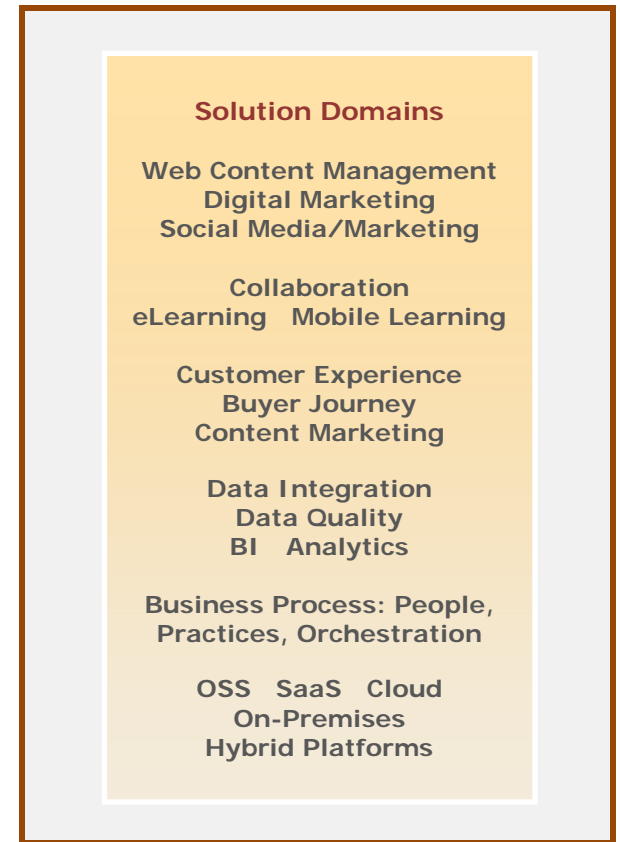 Solution Domains
Web Content Management
Digital Marketing
Social Media/Marketing
Collaboration
eLearning Mobile Learning
Customer Experience
Buyer Journey
Content Marketing
Data Integration
Data Quality
BI Analytics
Business Process: People,
Practices, Orchestration
OSS SaaS Cloud
On-Premises
Hybrid Platforms